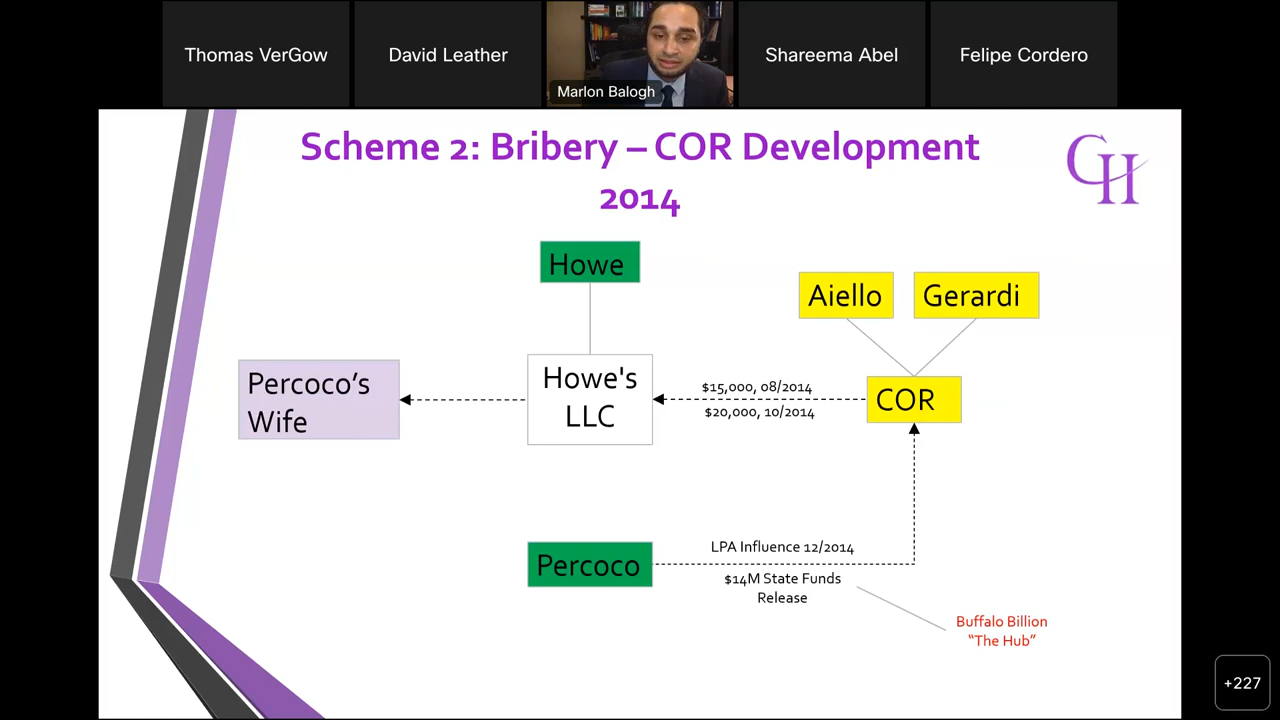 Thomas VerGow
David Leather
Marlon Balogh
Shareema Abel
Felipe Cordero
Scheme 2: Bribery – COR Development
2014
CH
Howe
Aiello
Gerardi
Percoco's
Wife
Howe's
LLC
$15,000, 08/2014
$20,000, 10/2014
COR
Percoco
LPA Influence 12/2014
$14M State Funds
Release
Buffalo Billion
“The Hub”
+227